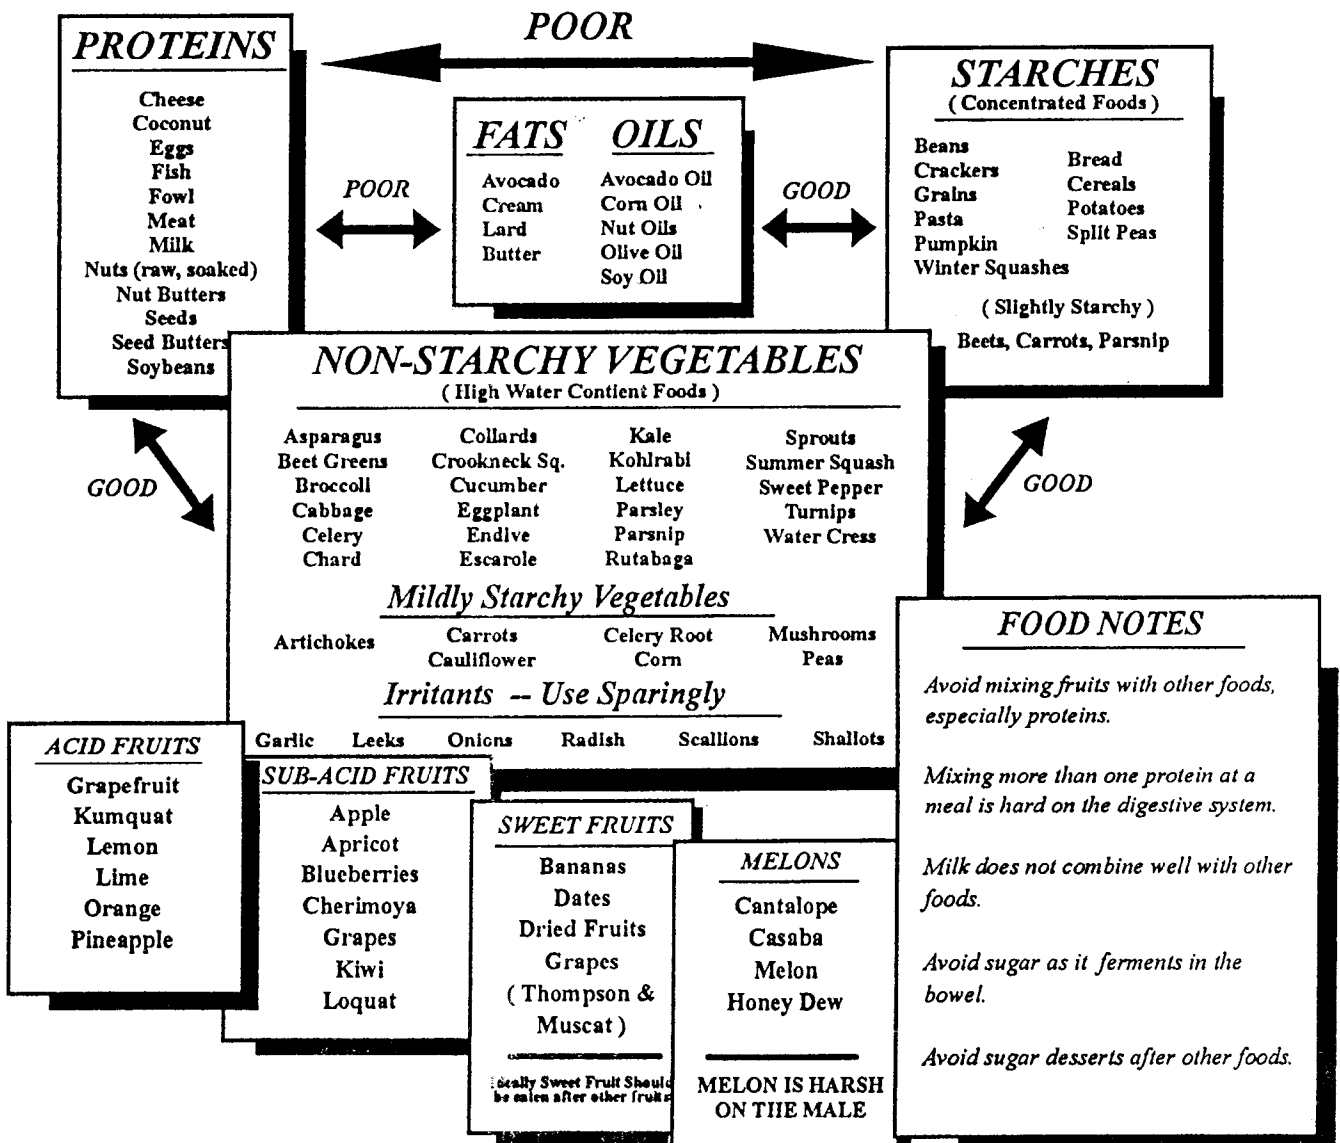 POOR
PROTEINS
Cheese
Coconut
Eggs
Fish
Fowl
Meat
Milk
Nuts (raw, soaked)
Nut Butters
Seeds
Seed Butters
Soybeans
POOR
FATS
Avocado
Cream
Lard
Butter
OILS
Avocado Oil
Corn Oil
Nut Oils
Olive Oil
Soy Oil
GOOD
STARCHES
( Concentrated Foods )
Beans
Crackers
Grains
Pasta
Pumpkin
Winter Squashes
Bread
Cereals
Potatoes
Split Peas
( Slightly Starchy )
Beets, Carrots, Parsnip
GOOD
NON-STARCHY VEGETABLES
( High Water Contient Foods )
Asparagus
Beet Greens
Broccoli
Cabbage
Celery
Chard
Collards
Crookneck Sq.
Cucumber
Eggplant
Endive
Escarole
Kale
Kohlrabi
Lettuce
Parsley
Parsnip
Rutabaga
Sprouts
Summer Squash
Sweet Pepper
Turnips
Water Cress
GOOD
Mildly Starchy Vegetables
Artichokes
Carrots
Cauliflower
Celery Root
Corn
Mushrooms
Peas
Irritants -- Use Sparingly
Garlic Leeks Onions Radish Scallions Shallots
ACID FRUITS
Grapefruit
Kumquat
Lemon
Lime
Orange
Pineapple
SUB-ACID FRUITS
Apple
Apricot
Blueberries
Cherimoya
Grapes
Kiwi
Loquat
SWEET FRUITS
Bananas
Dates
Dried Fruits
Grapes
( Thompson &
Muscat )
Sweet Fruit Should
be eaten after other fruits
MELONS
Cantalope
Casaba
Melon
Honey Dew
MELON IS HARSH
ON THE MALE
FOOD NOTES
Avoid mixing fruits with other foods,
especially proteins.
Mixing more than one protein at a
meal is hard on the digestive system.
Milk does not combine well with other
foods.
Avoid sugar as it ferments in the
bowel.
Avoid sugar desserts after other foods.